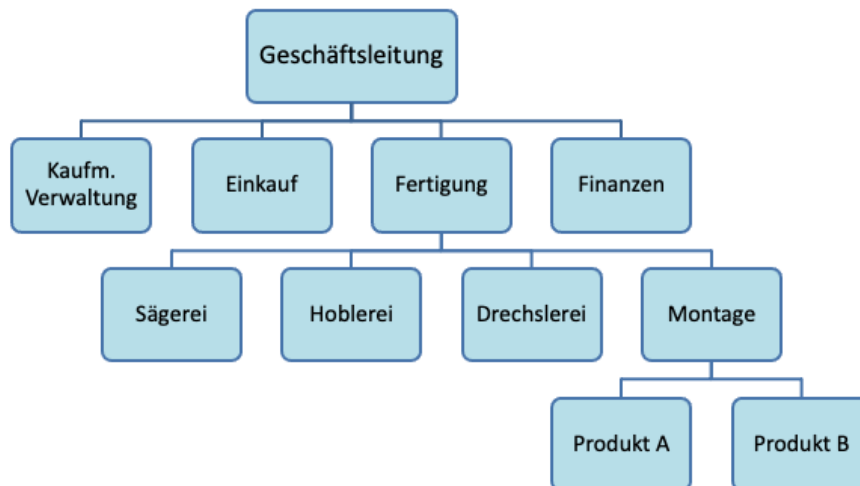 Geschäftsleitung
Kaufm.
Verwaltung
Einkauf
Fertigung
Finanzen
Sägerei
Hoblerei
Drechslerei
Montage
Produkt A
Produkt B